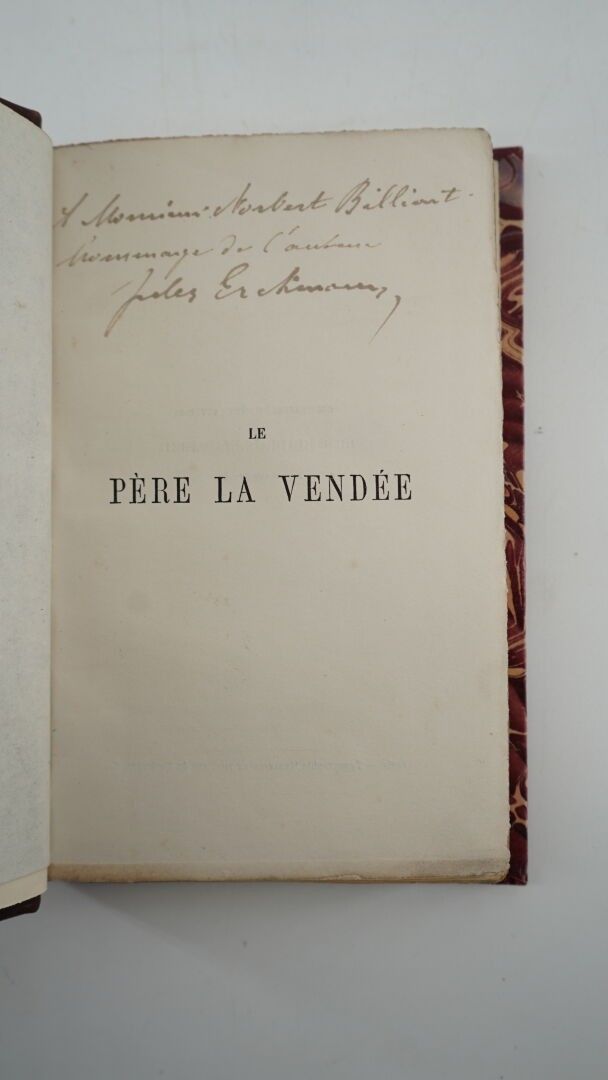 A Monsieur Norbert Billiart.
hommage de l'auteur
Jules Erckmann,
LE
PÈRE LA VENDÉE